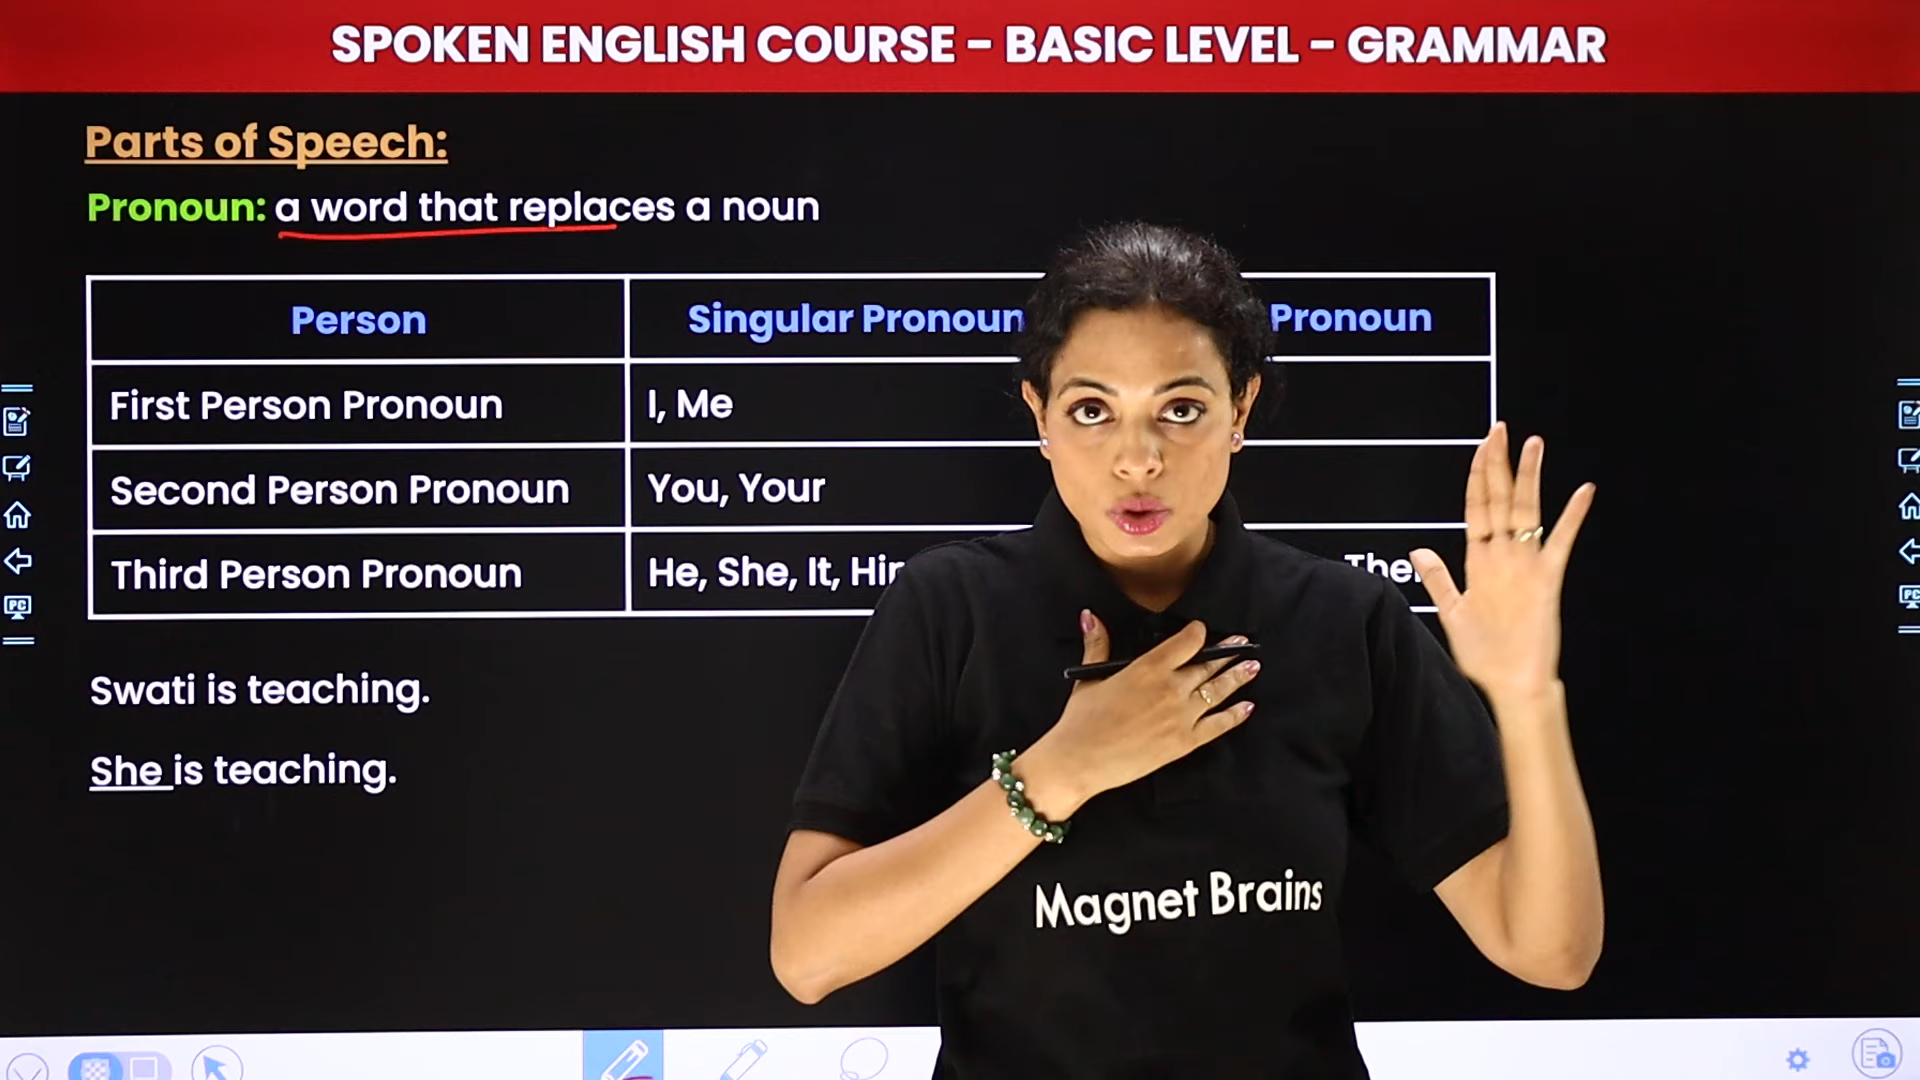 SPOKEN ENGLISH COURSE - BASIC LEVEL - GRAMMAR
Parts of Speech:
Pronoun: a word that replaces a noun
Person Singular Pronoun Pronoun
First Person Pronoun I, Me
Second Person Pronoun You, Your
Third Person Pronoun He, She, It,
Swati is teaching.
She is teaching.
Magnet Brains
PC
PC